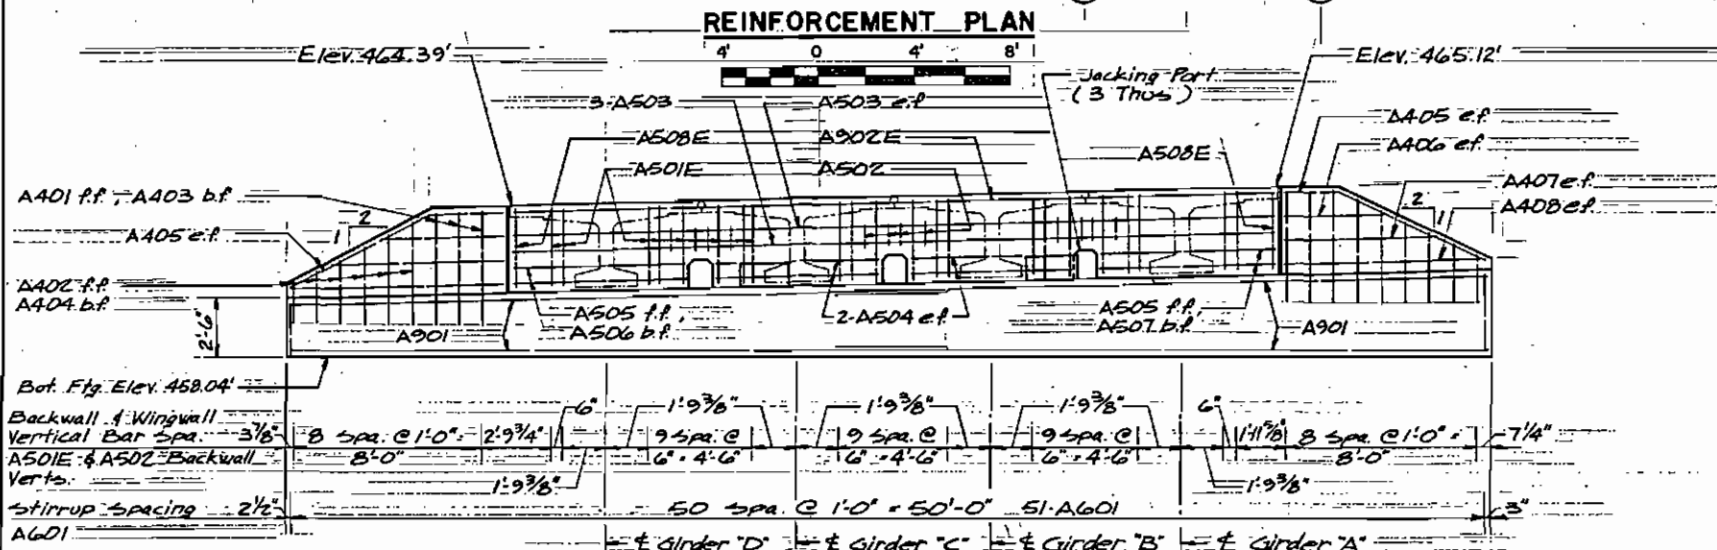 REINFORCEMENT PLAN
4' 0 4' 8'
Elev. 464.39'
Elev. 465.12'
Jacking Port
(3 Thus)
3-A503
A503 e.f.
A405 e.f.
A508E
A902E
A406 e.f.
A508E
A501E
A502
A401 f.f., A403 b.f.
A407 e.f.
2
1
2
1
A408 e.f.
A405 e.f.
A402 f.f.
A404 b.f.
2'-6"
A505 f.f.,
A506 b.f.
2-A504 e.f.
A505 f.f.,
A507 b.f.
A901
A901
Bot. Ftg. Elev. 458.04'
Backwall & Wingwall
Vertical Bar Spa.
3 7/8"
8 Spa. @ 1'-0" =
8'-0"
2'-9 3/4"
6"
1'-9 3/8"
9 Spa. @
6" = 4'-6"
1'-9 3/8"
9 Spa. @
6" = 4'-6"
1'-9 3/8"
9 Spa. @
6" = 4'-6"
6"
1'-11 5/8"
8 Spa. @ 1'-0" =
8'-0"
7 1/4"
A501E & A502 Backwall
Verts.
1'-9 3/8"
1'-9 3/8"
Stirrup Spacing
2 1/2"
50 Spa. @ 1'-0" = 50'-0" 51-A601
3"
A601
℄ Girder "D"
℄ Girder "C"
℄ Girder "B"
℄ Girder "A"